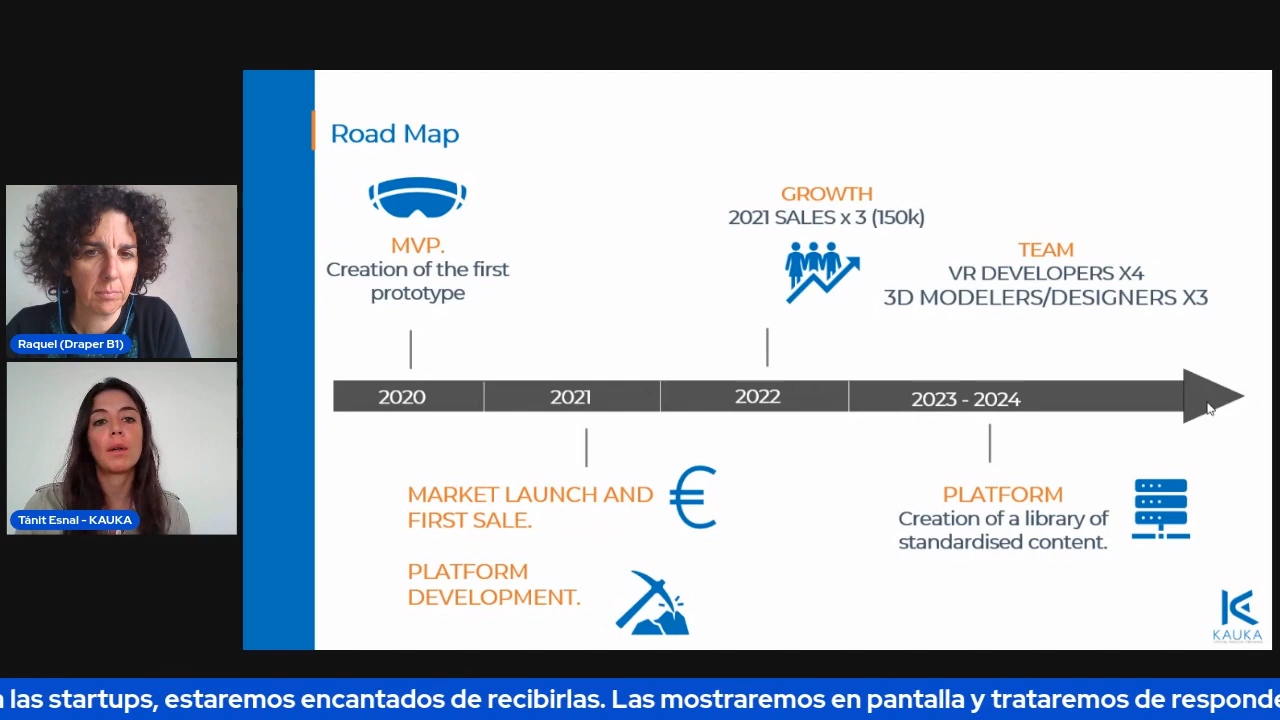 Road Map
MVP.
Creation of the first
prototype
GROWTH
2021 SALES x 3 (150k)
TEAM
VR DEVELOPERS X4
3D MODELERS/DESIGNERS X3
2020
2021
2022
2023 - 2024
MARKET LAUNCH AND
FIRST SALE.
PLATFORM
DEVELOPMENT.
PLATFORM
Creation of a library of
standardised content.
KAUKA
Raquel (Draper B1)
Tánit Esnal - KAUKA
las startups, estaremos encantados de recibirlas. Las mostraremos en pantalla y trataremos de responde